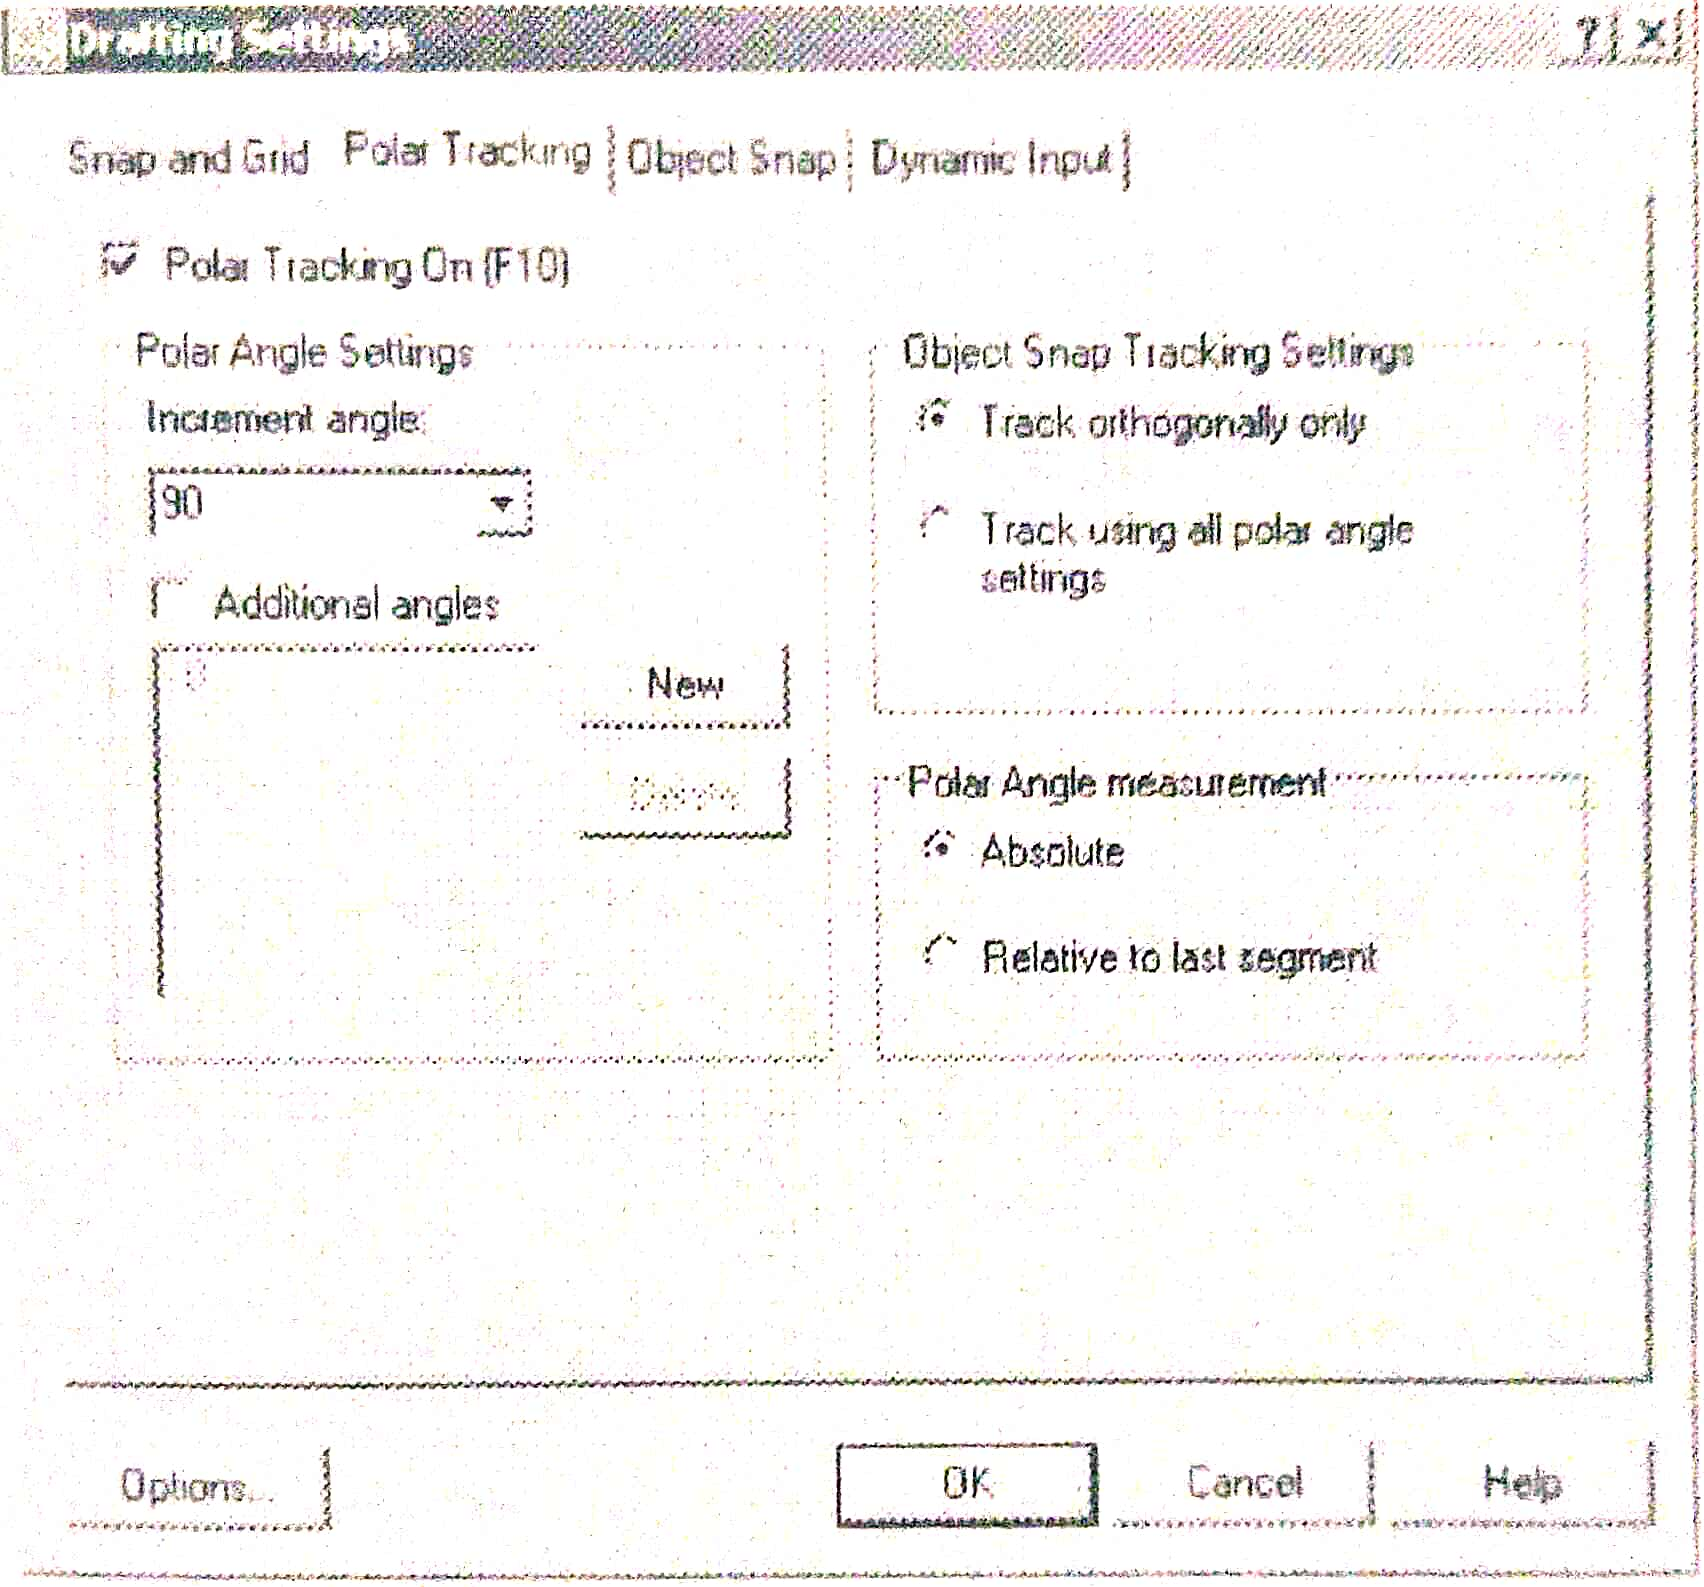 Drafting Settings
Snap and Grid Polar Tracking Object Snap Dynamic Input
Polar Tracking On (F10)
Polar Angle Settings
Increment angle:
90
Additional angles
New
Delete
Object Snap Tracking Settings
Track orthogonally only
Track using all polar angle
settings
Polar Angle measurement
Absolute
Relative to last segment
Options... OK Cancel Help